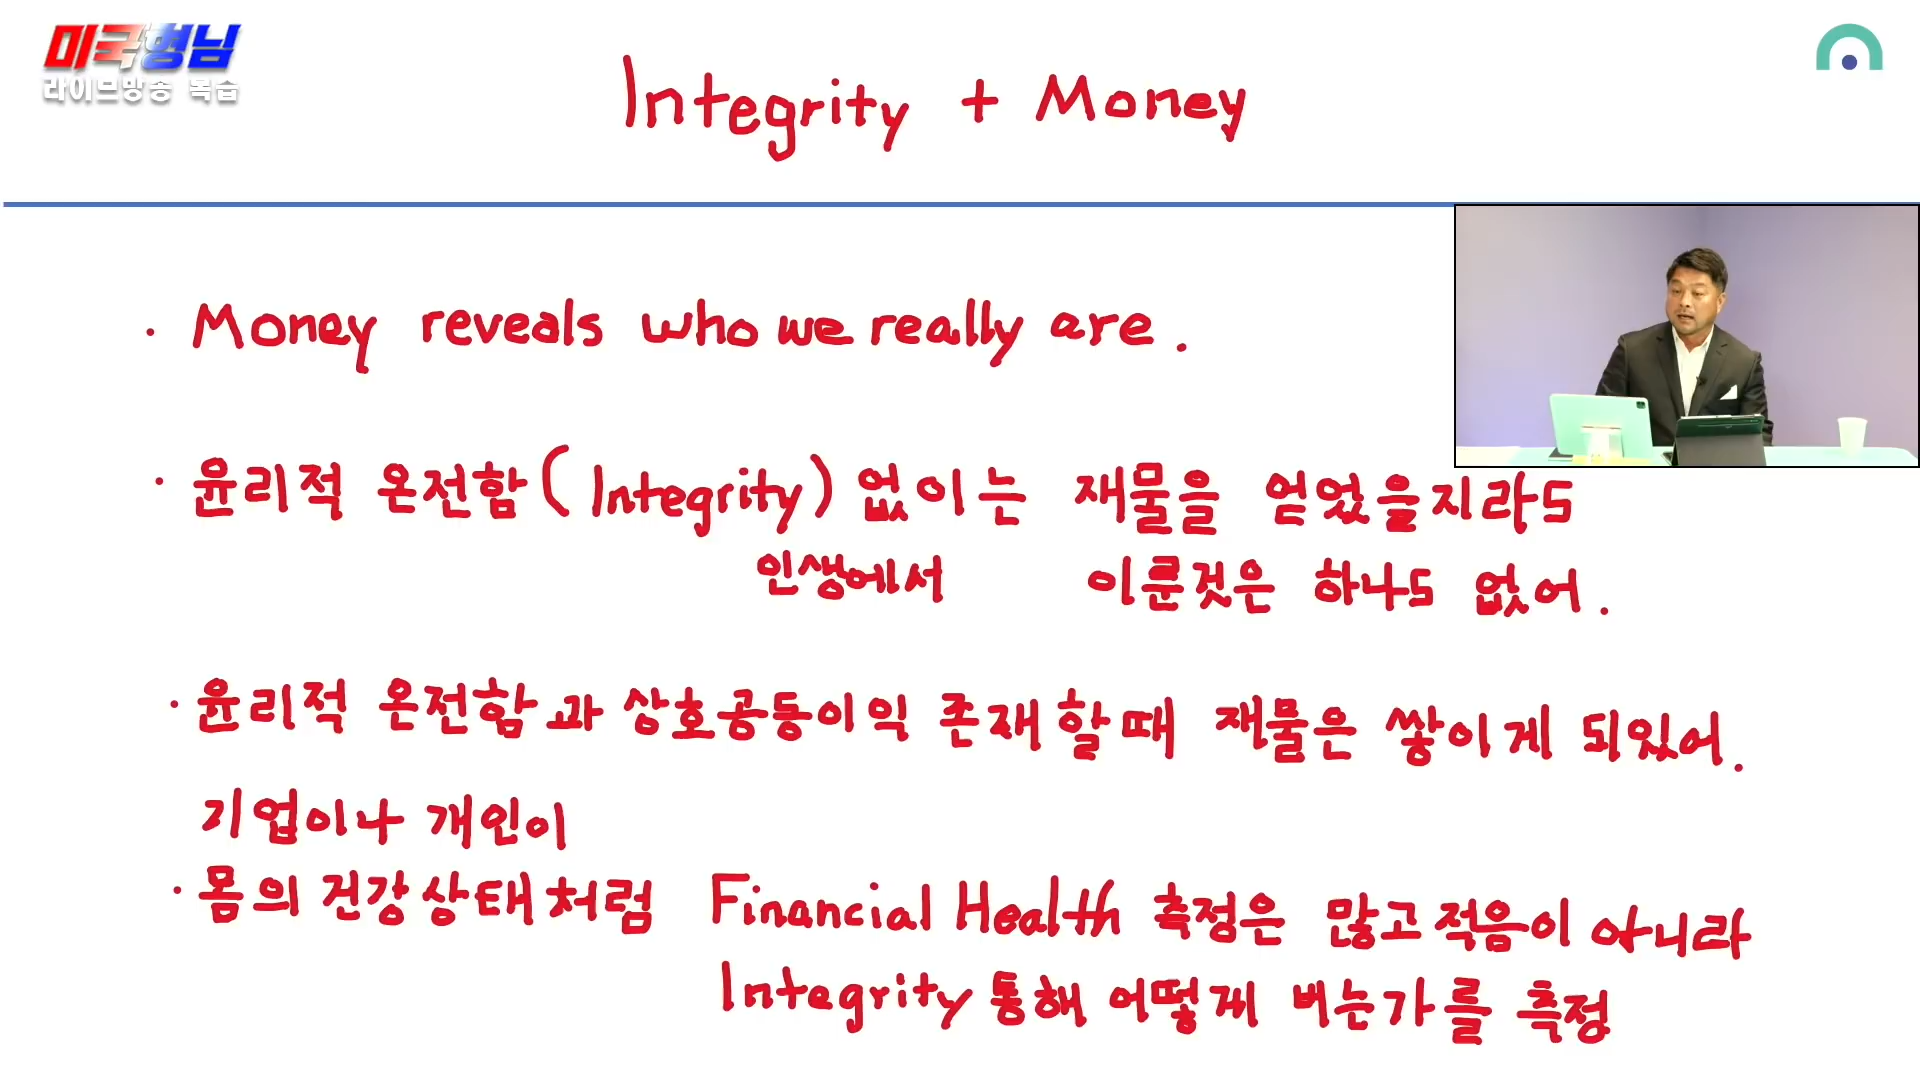 미국형님
라이브방송 복습
Integrity + Money
· Money reveals who we really are.
· 윤리적 온전함(Integrity) 없이는 재물을 얻었을지라도
인생에서 이룬것은 하나도 없어.
· 윤리적 온전함과 상호공동이익 존재할때 재물은 쌓이게 되있어.
기업이나 개인이
· 몸의 건강상태처럼 Financial Health 측정은 많고 적음이 아니라
Integrity 통해 어떻게 버는가를 측정